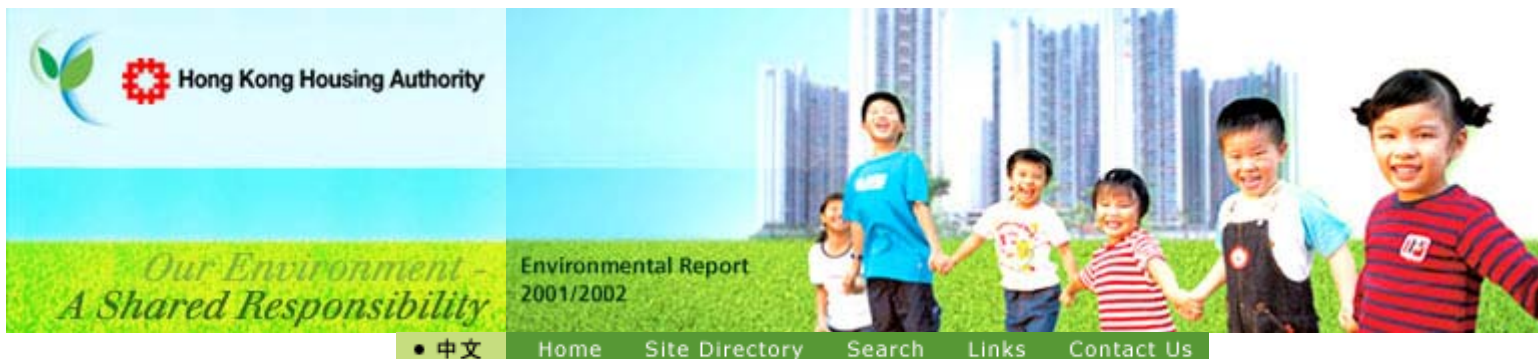 Hong Kong Housing Authority
Our Environment -
A Shared Responsibility
Environmental Report
2001/2002
• 中文 Home Site Directory Search Links Contact Us